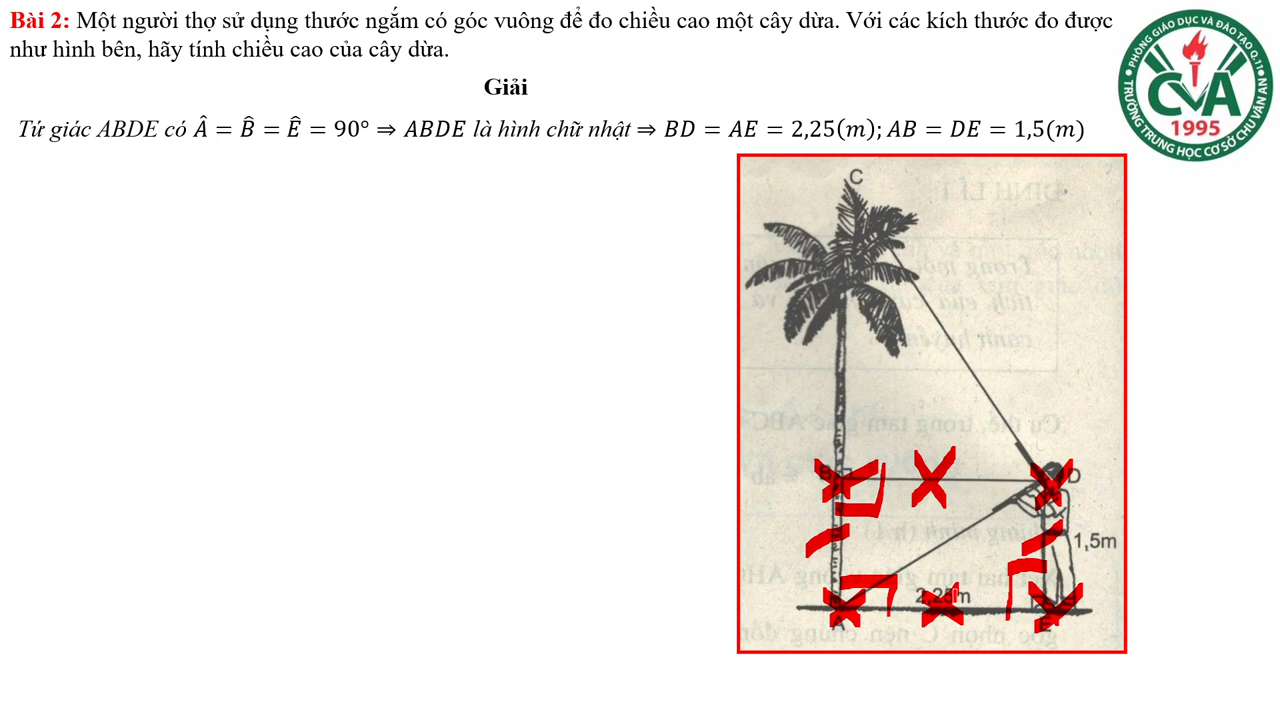 Bài 2: Một người thợ sử dụng thước ngắm có góc vuông để đo chiều cao một cây dừa. Với các kích thước đo được
như hình bên, hãy tính chiều cao của cây dừa.
Giải
Tứ giác ABDE có Â = B̂ = Ê = 90° ⇒ ABDE là hình chữ nhật ⇒ BD = AE = 2,25(m); AB = DE = 1,5(m)
PHÒNG GIÁO DỤC VÀ ĐÀO TẠO Q.11
CVA
1995
TRƯỜNG TRUNG HỌC CƠ SỞ CHU VĂN AN
C
B
D
1,5m
2,25m
A
E